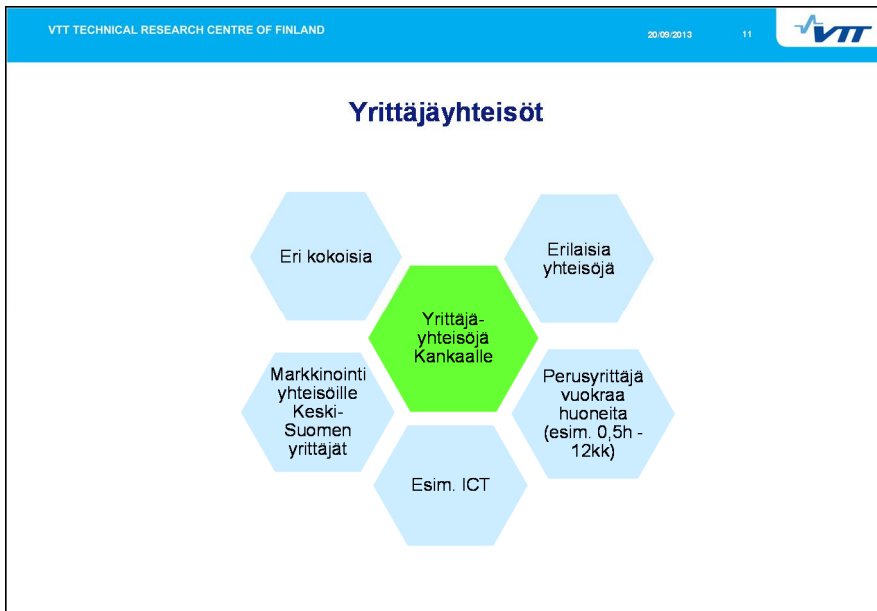 VTT TECHNICAL RESEARCH CENTRE OF FINLAND
20/09/2013
11
VTT
Yrittäjäyhteisöt
Eri kokoisia
Erilaisia
yhteisöjä
Yrittäjä-
yhteisöjä
Kankaalle
Markkinointi
yhteisöille
Keski-
Suomen
yrittäjät
Perusyrittäjä
vuokraa
huoneita
(esim. 0,5h -
12kk)
Esim. ICT